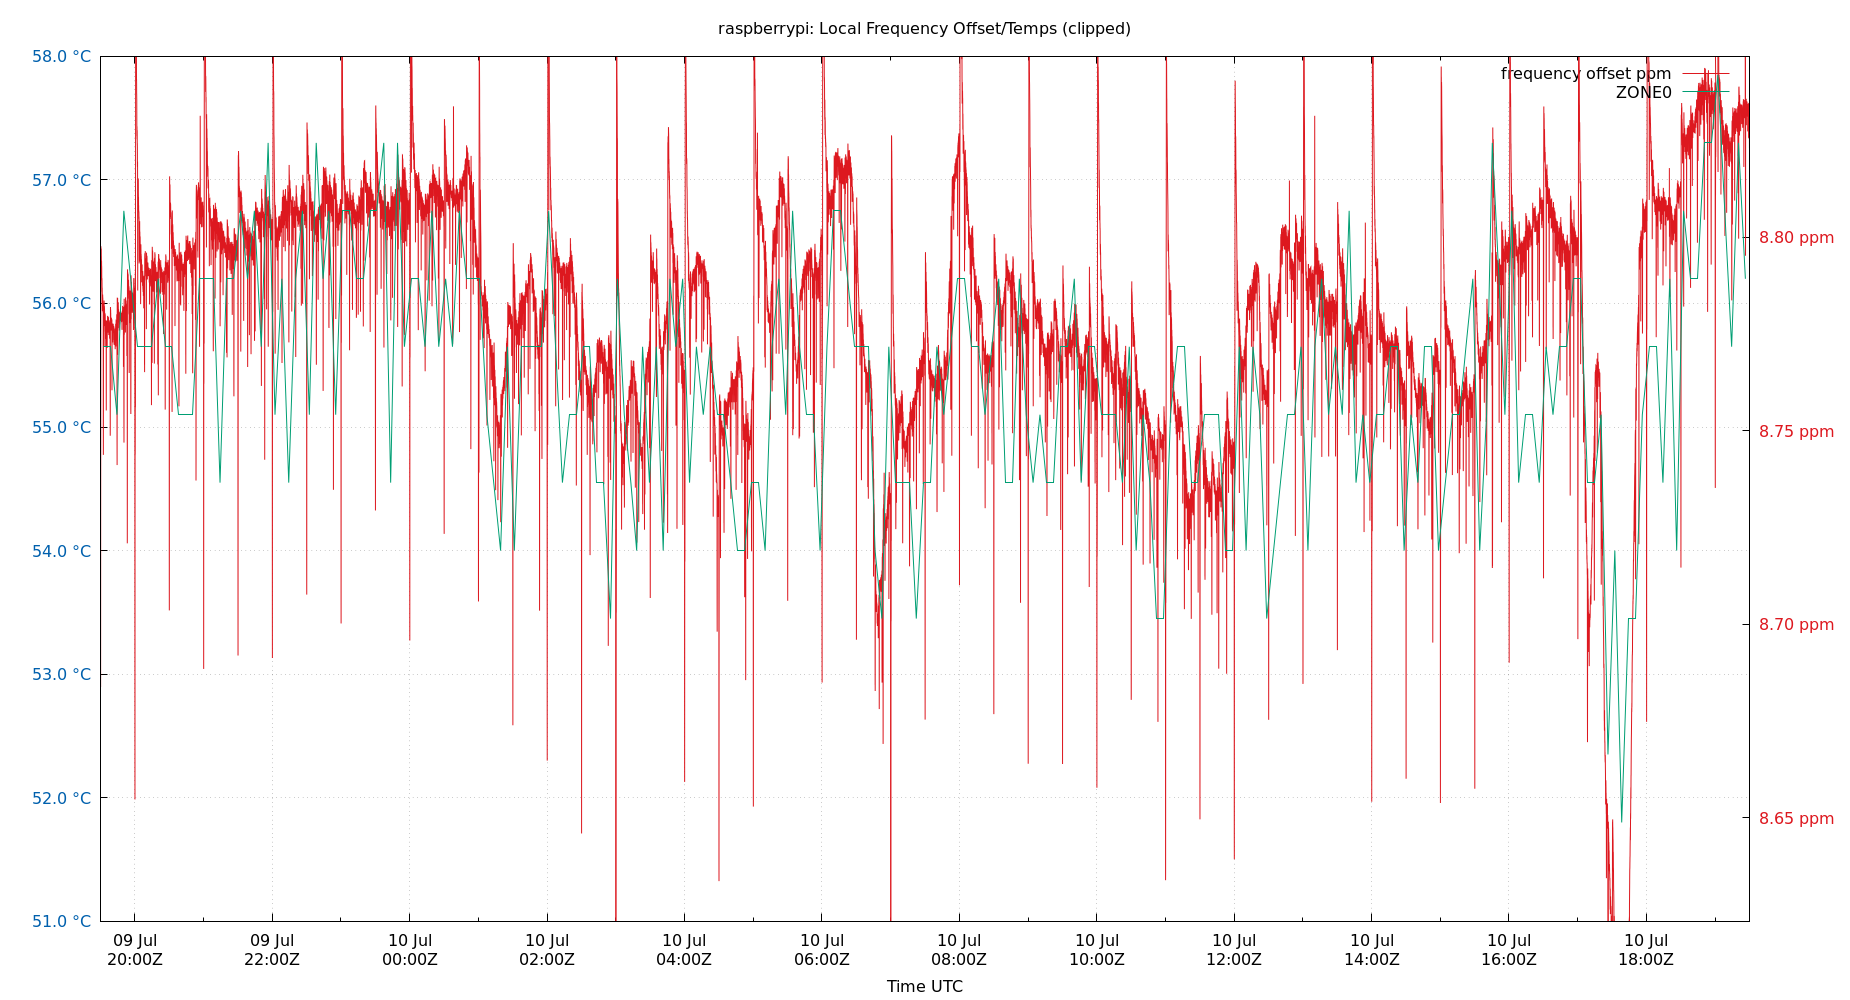 raspberrypi: Local Frequency Offset/Temps (clipped)
58.0 °C
57.0 °C
56.0 °C
55.0 °C
54.0 °C
53.0 °C
52.0 °C
51.0 °C
frequency offset ppm
ZONE0
8.80 ppm
8.75 ppm
8.70 ppm
8.65 ppm
09 Jul 09 Jul 10 Jul 10 Jul 10 Jul 10 Jul 10 Jul 10 Jul 10 Jul 10 Jul 10 Jul 10 Jul
20:00Z 22:00Z 00:00Z 02:00Z 04:00Z 06:00Z 08:00Z 10:00Z 12:00Z 14:00Z 16:00Z 18:00Z
Time UTC